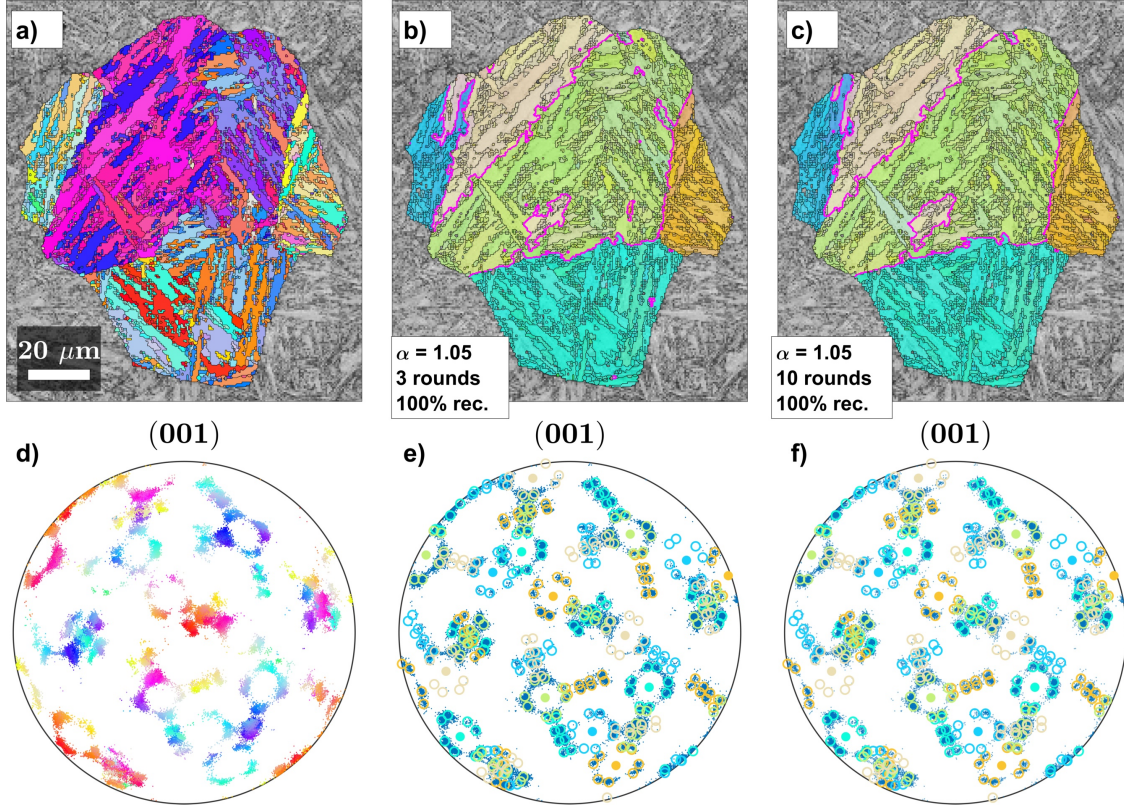 a)
20 μm
b)
α = 1.05
3 rounds
100% rec.
c)
α = 1.05
10 rounds
100% rec.
d)
(001)
e)
(001)
f)
(001)